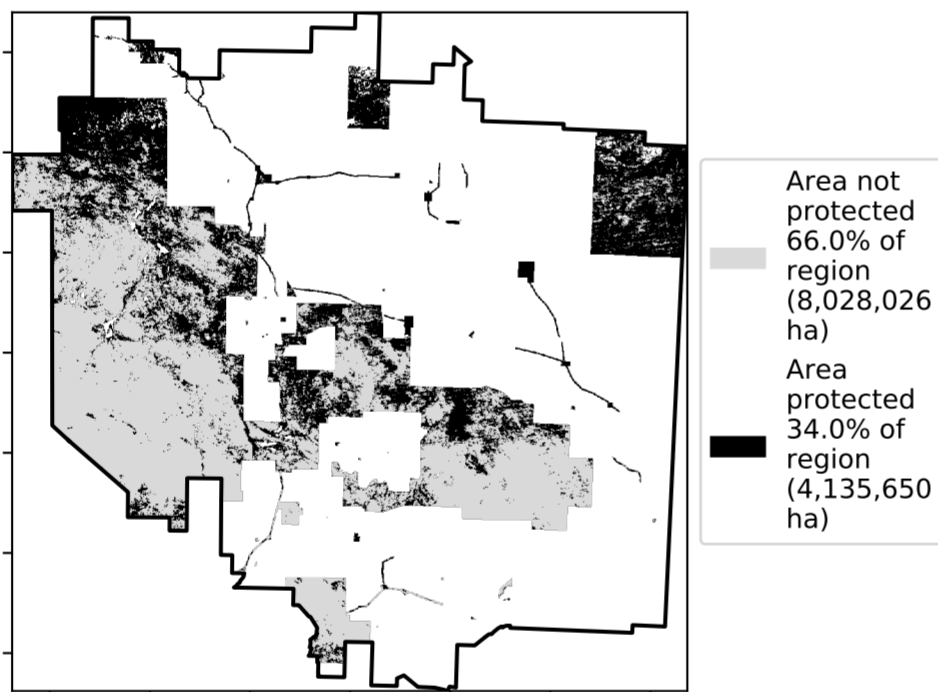 Area not
protected
66.0% of
region
(8,028,026
ha)
Area
protected
34.0% of
region
(4,135,650
ha)